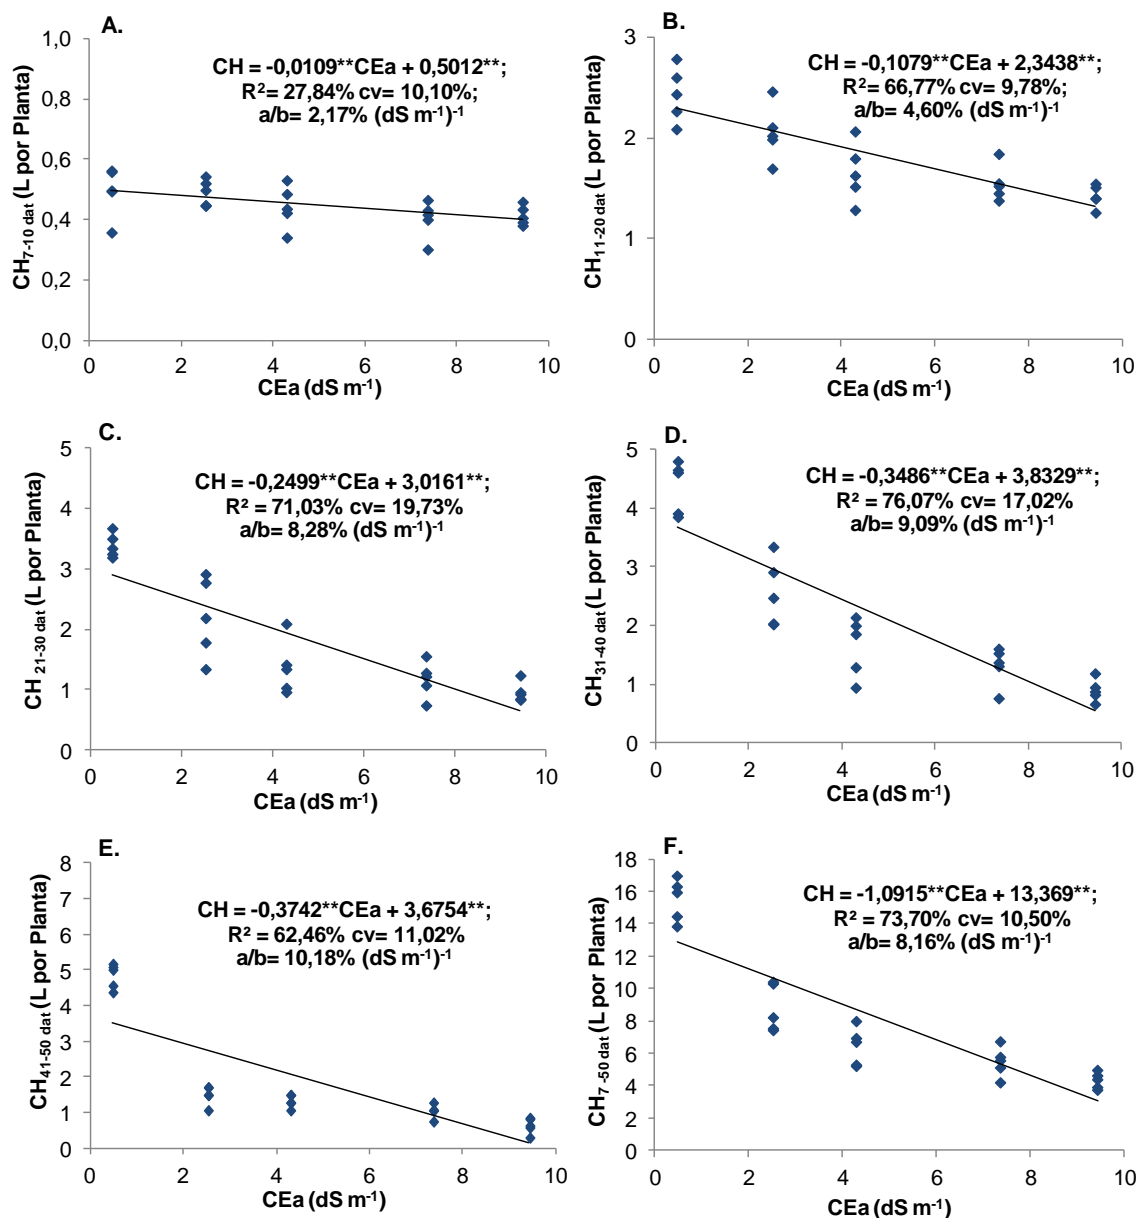 A.
CH = -0,0109**CEa + 0,5012**;
R²= 27,84% cv= 10,10%;
a/b= 2,17% (dS m⁻¹)⁻¹
CH7-10 dat (L por Planta)
1,0
0,8
0,6
0,4
0,2
0,0
0 2 4 6 8 10
CEa (dS m⁻¹)
B.
CH = -0,1079**CEa + 2,3438**;
R²= 66,77% cv= 9,78%;
a/b= 4,60% (dS m⁻¹)⁻¹
CH11-20 dat (L por Planta)
3
2
1
0
0 2 4 6 8 10
CEa (dS m⁻¹)
C.
CH = -0,2499**CEa + 3,0161**;
R² = 71,03% cv= 19,73%
a/b= 8,28% (dS m⁻¹)⁻¹
CH 21-30 dat (L por Planta)
5
4
3
2
1
0
0 2 4 6 8 10
CEa (dS m⁻¹)
D.
CH = -0,3486**CEa + 3,8329**;
R² = 76,07% cv= 17,02%
a/b= 9,09% (dS m⁻¹)⁻¹
CH31-40 dat (L por Planta)
5
4
3
2
1
0
0 2 4 6 8 10
CEa (dS m⁻¹)
E.
CH = -0,3742**CEa + 3,6754**;
R² = 62,46% cv= 11,02%
a/b= 10,18% (dS m⁻¹)⁻¹
CH41-50 dat (L por Planta)
8
7
6
5
4
3
2
1
0
0 2 4 6 8 10
CEa (dS m⁻¹)
F.
CH = -1,0915**CEa + 13,369**;
R² = 73,70% cv= 10,50%
a/b= 8,16% (dS m⁻¹)⁻¹
CH7-50 dat (L por Planta)
18
16
14
12
10
8
6
4
2
0
0 2 4 6 8 10
CEa (dS m⁻¹)